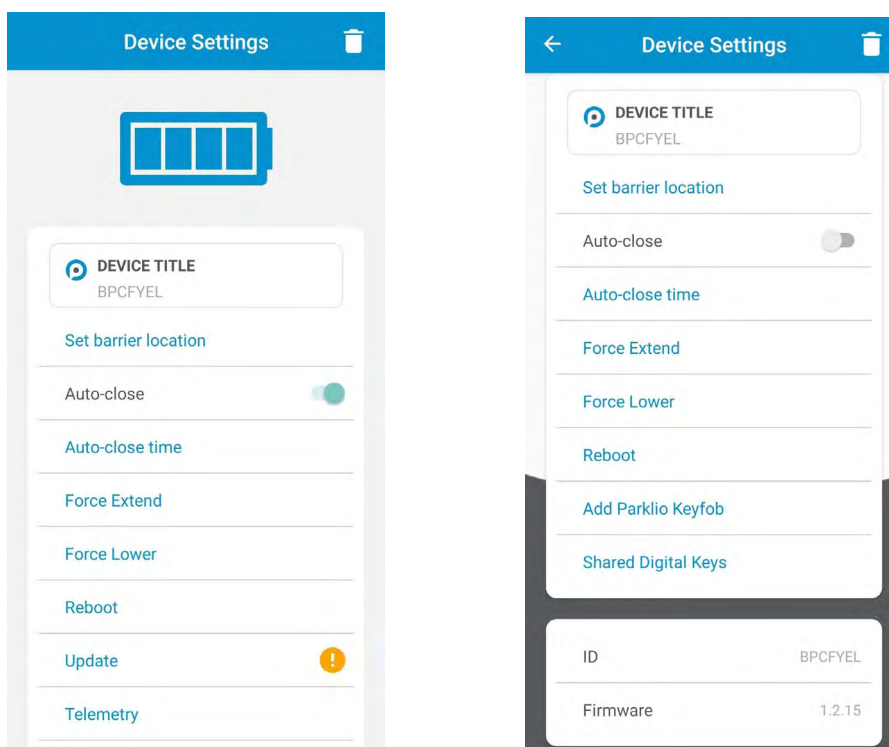 Device Settings
DEVICE TITLE
BPCFYEL
Set barrier location
Auto-close
Auto-close time
Force Extend
Force Lower
Reboot
Update
Telemetry
Device Settings
DEVICE TITLE
BPCFYEL
Set barrier location
Auto-close
Auto-close time
Force Extend
Force Lower
Reboot
Add Parklio Keyfob
Shared Digital Keys
ID BPCFYEL
Firmware 1.2.15